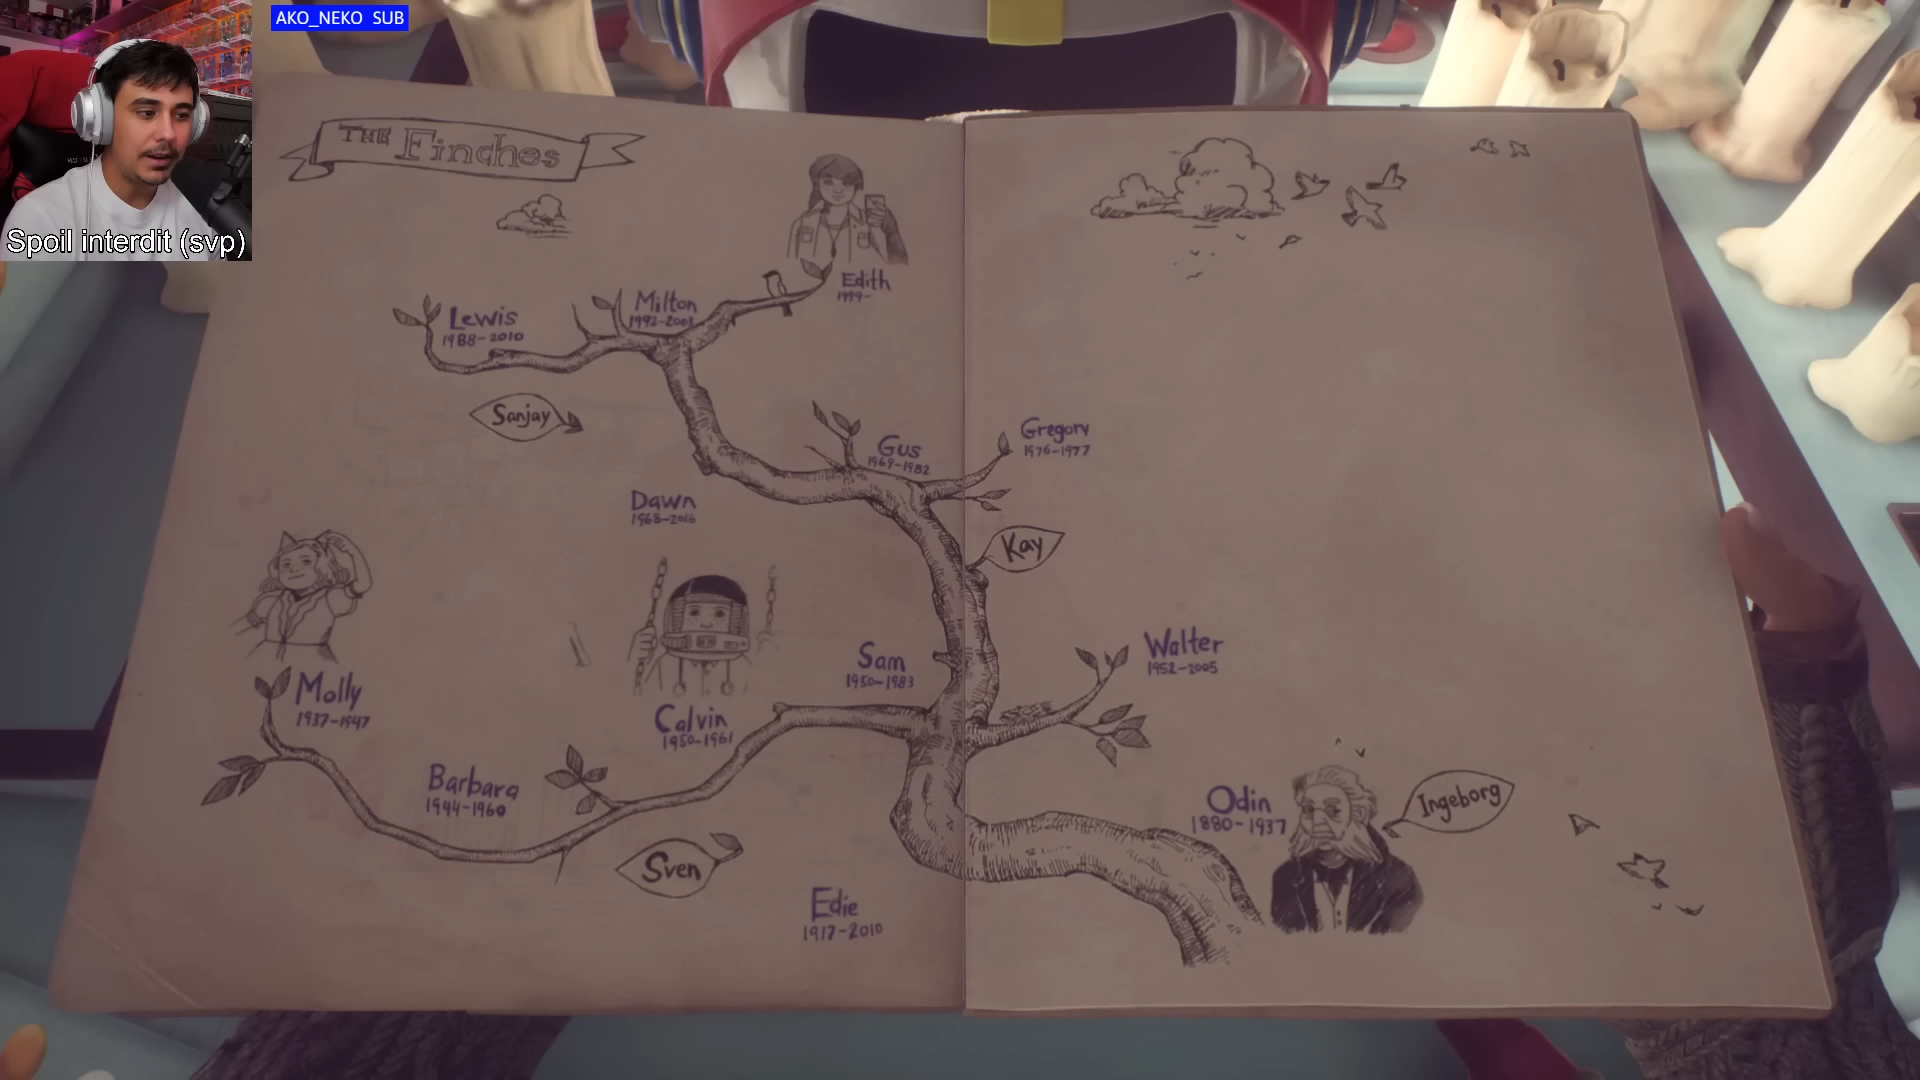 AKO_NEKO SUB
Spoil interdit (svp)
THE Finches
Edith
1999-
Lewis
1988-2010
Milton
1992-2003
Sanjay
Gus
1969-1982
Gregory
1976-1977
Dawn
1968-2016
Kay
Sam
1950-1983
Walter
1952-2005
Molly
1937-1947
Calvin
1950-1961
Barbara
1944-1960
Sven
Odin
1880-1937
Ingeborg
Edie
1917-2010